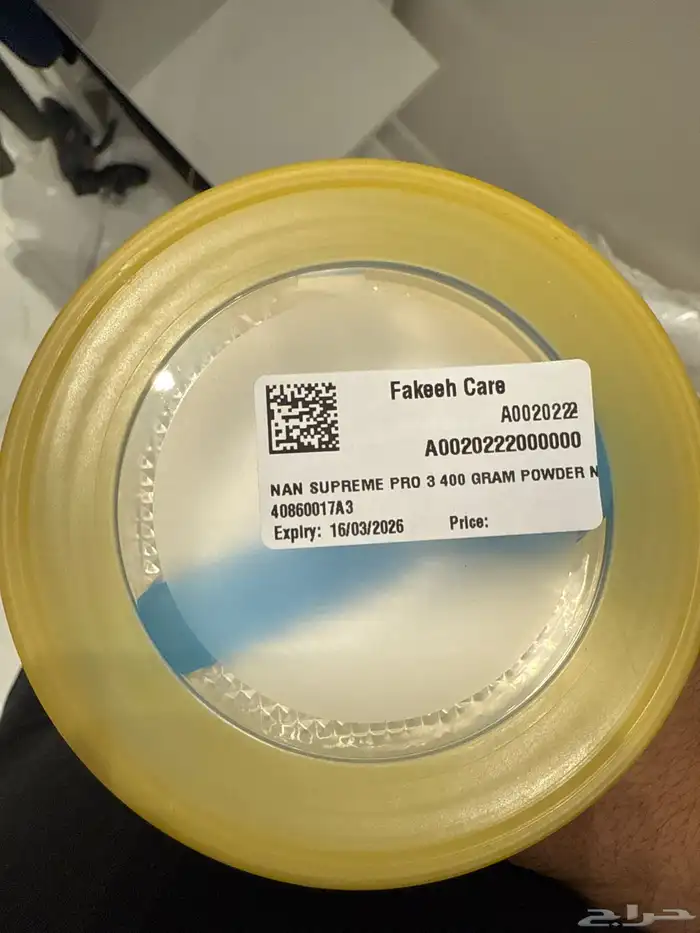 Fakeeh Care
A0020222
A0020222000000
NAN SUPREME PRO 3 400 GRAM POWDER N
40860017A3
Expiry: 16/03/2026 Price:
حراج